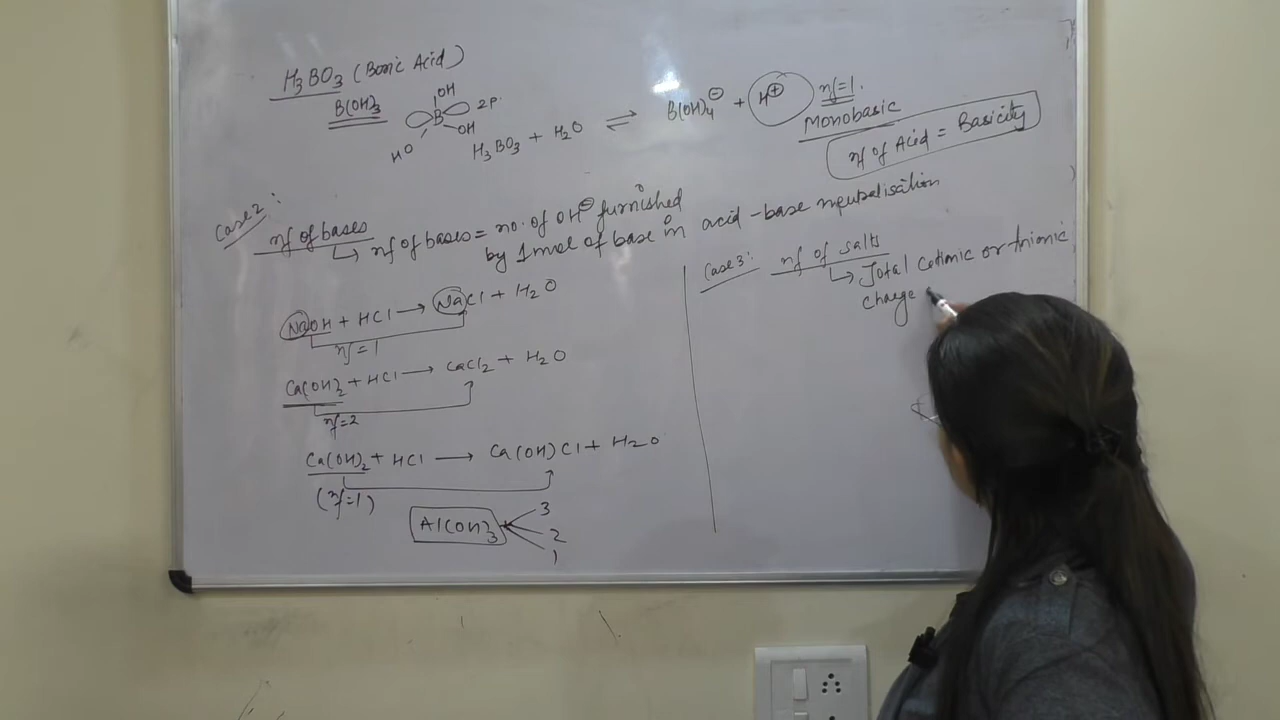 H₃BO₃ (Boric Acid)
B(OH)₃
OH
B
2P
OH
HO
H₃BO₃ + H₂O ⇌ B(OH)₄⊖ + H⊕
nf=1.
Monobasic
nf of Acid = Basicity
Case 2:
nf of bases
nf of bases = no. of OH⊖ furnished
by 1 mol of base in acid-base neutralisation
NaOH + HCl → NaCl + H₂O
nf = 1
Ca(OH)₂ + HCl → CaCl₂ + H₂O
nf=2
Ca(OH)₂ + HCl → Ca(OH)Cl + H₂O
(nf=1)
Al(OH)₃
3
2
1
Case 3:
nf of salts
Total cationic or Anionic
charge